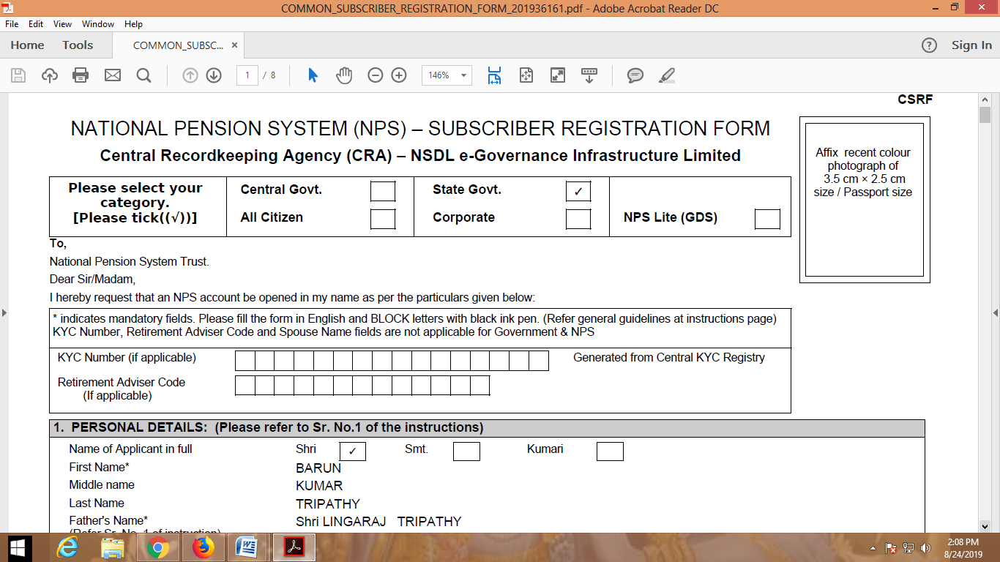 COMMON_SUBSCRIBER_REGISTRATION_FORM_201936161.pdf - Adobe Acrobat Reader DC
File Edit View Window Help
Home Tools COMMON_SUBSC... × ? Sign In
1 / 8 146%
CSRF
NATIONAL PENSION SYSTEM (NPS) – SUBSCRIBER REGISTRATION FORM
Central Recordkeeping Agency (CRA) – NSDL e-Governance Infrastructure Limited
Affix recent colour
photograph of
3.5 cm × 2.5 cm
size / Passport size
Please select your
category.
[Please tick((√))]
Central Govt. State Govt. ✓
All Citizen Corporate NPS Lite (GDS)
To,
National Pension System Trust.
Dear Sir/Madam,
I hereby request that an NPS account be opened in my name as per the particulars given below:
* indicates mandatory fields. Please fill the form in English and BLOCK letters with black ink pen. (Refer general guidelines at instructions page)
KYC Number, Retirement Adviser Code and Spouse Name fields are not applicable for Government & NPS
KYC Number (if applicable) Generated from Central KYC Registry
Retirement Adviser Code
(If applicable)
1. PERSONAL DETAILS: (Please refer to Sr. No.1 of the instructions)
Name of Applicant in full Shri ✓ Smt. Kumari
First Name* BARUN
Middle name KUMAR
Last Name TRIPATHY
Father's Name* Shri LINGARAJ TRIPATHY
(Refer Sr. No. 1 of instruction)
2:08 PM
8/24/2019